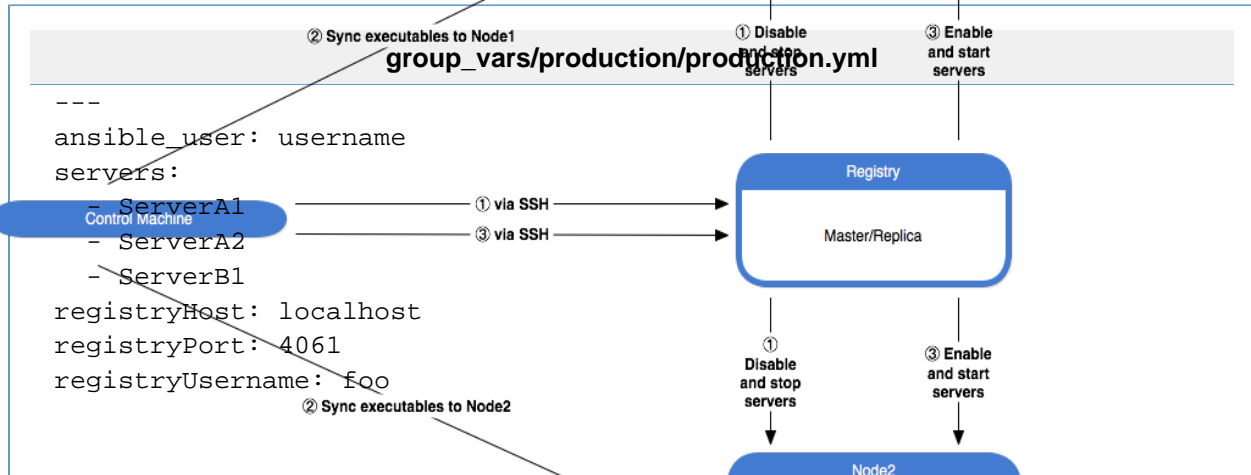 ② Sync executables to Node1
① Disable
and stop
servers
③ Enable
and start
servers
group_vars/production/production.yml
---
ansible_user: username
servers:
- ServerA1
- ServerA2
- ServerB1
registryHost: localhost
registryPort: 4061
registryUsername: foo
Control Machine
① via SSH
③ via SSH
Registry
Master/Replica
①
Disable
and stop
servers
③ Enable
and start
servers
② Sync executables to Node2
Node2